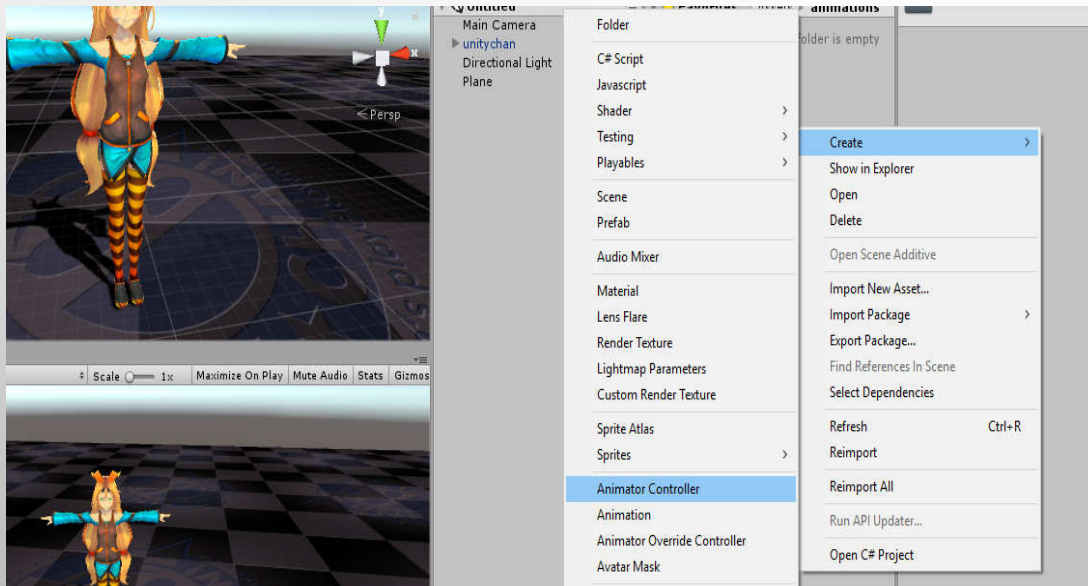 y
x
Persp
Scale 1x Maximize On Play Mute Audio Stats Gizmos
Untitled
Main Camera
unitychan
Directional Light
Plane
animations
folder is empty
Folder
C# Script
Javascript
Shader
Testing
Playables
Scene
Prefab
Audio Mixer
Material
Lens Flare
Render Texture
Lightmap Parameters
Custom Render Texture
Sprite Atlas
Sprites
Animator Controller
Animation
Animator Override Controller
Avatar Mask
Create
Show in Explorer
Open
Delete
Open Scene Additive
Import New Asset...
Import Package
Export Package...
Find References In Scene
Select Dependencies
Refresh Ctrl+R
Reimport
Reimport All
Run API Updater...
Open C# Project